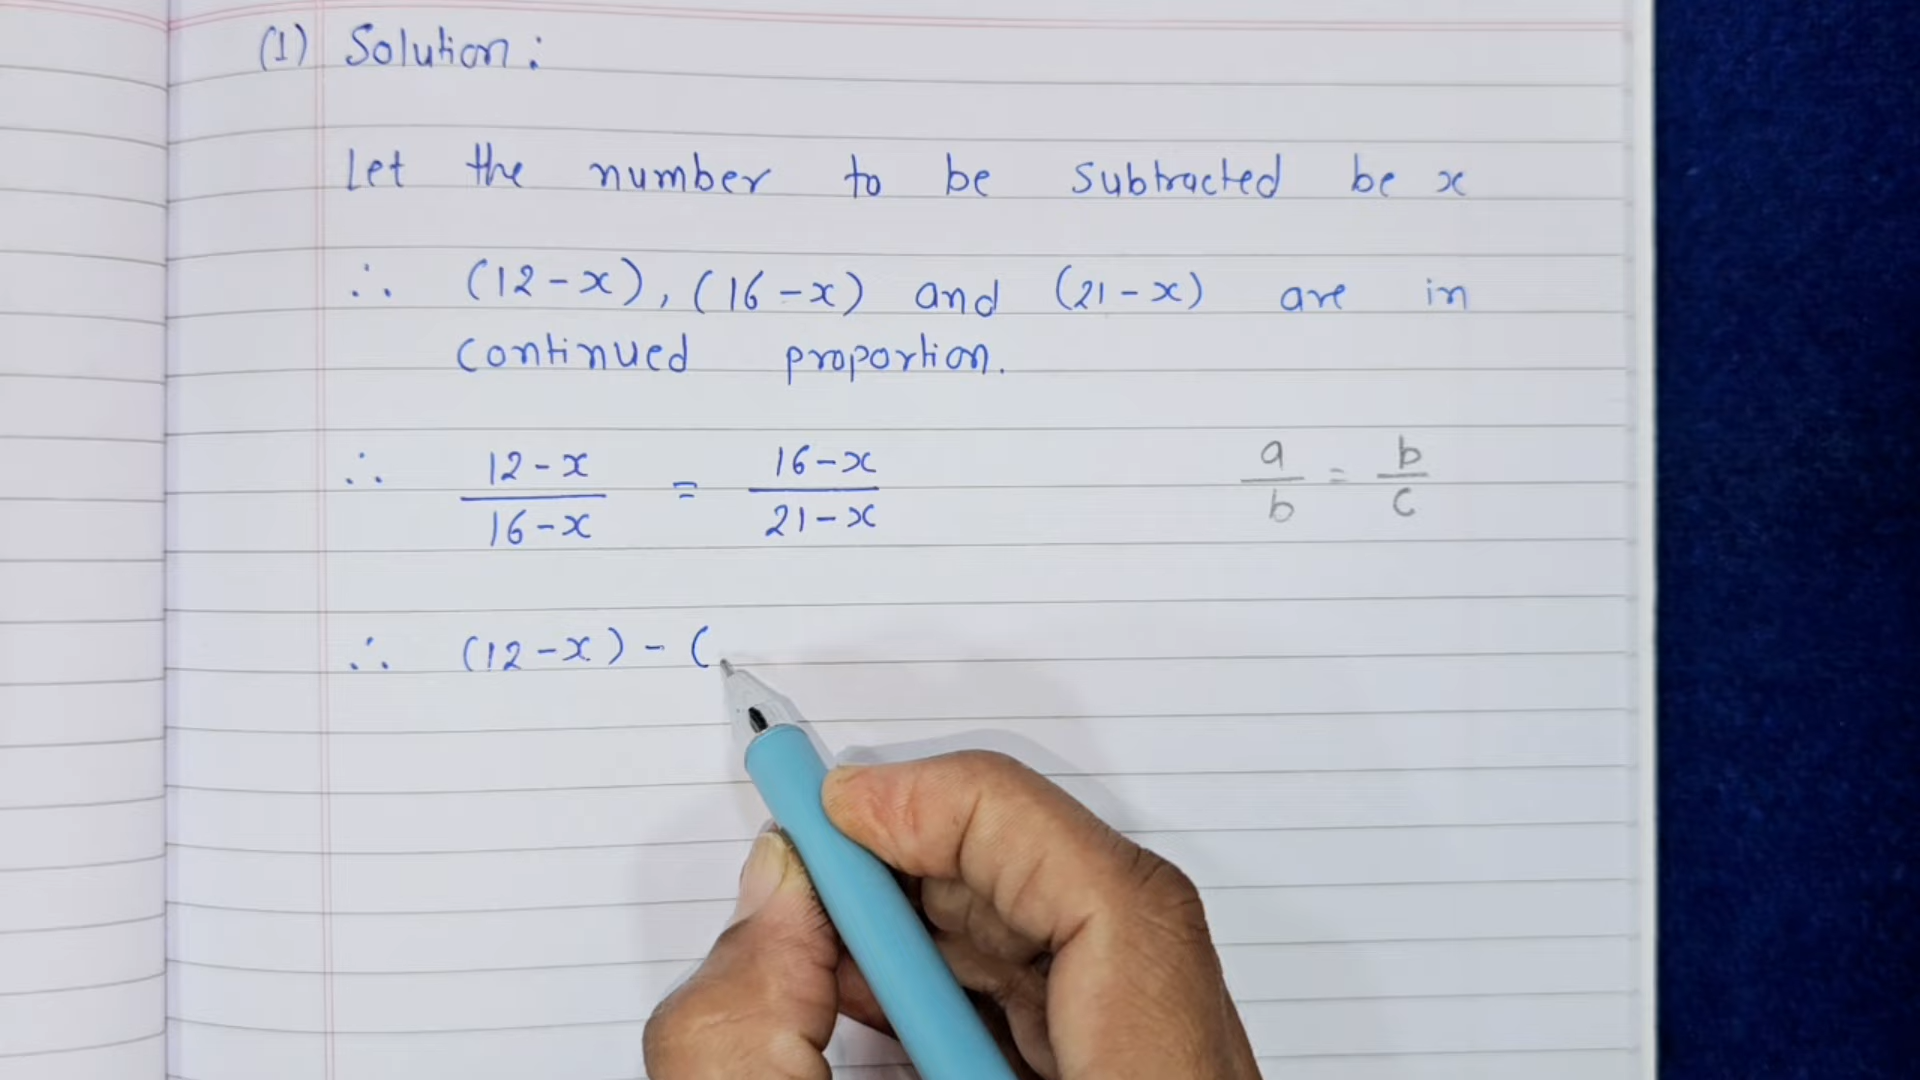 (1) Solution:
Let the number to be subtracted be x
∴ (12-x), (16-x) and (21-x) are in
continued proportion.
∴ 12-x / 16-x = 16-x / 21-x
a / b = b / c
∴ (12-x) - (